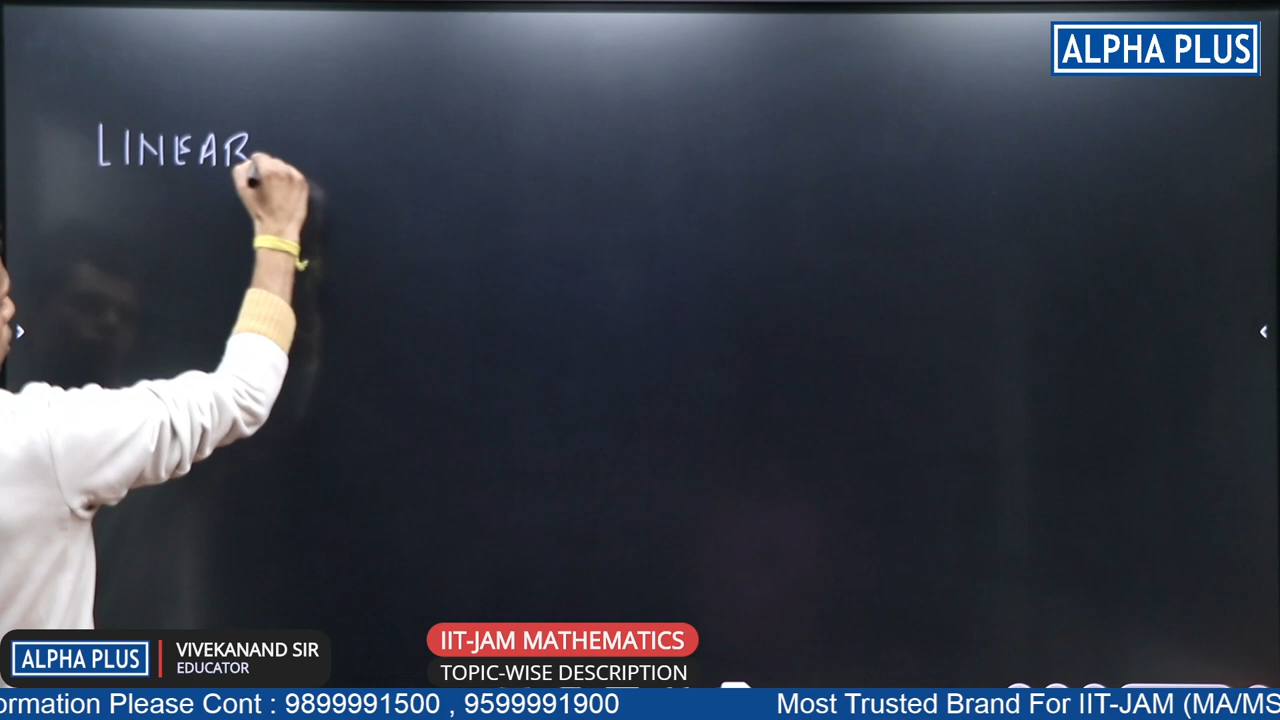 ALPHA PLUS
LINEAR
ALPHA PLUS
VIVEKANAND SIR
EDUCATOR
IIT-JAM MATHEMATICS
TOPIC-WISE DESCRIPTION
ormation Please Cont : 9899991500 , 9599991900 Most Trusted Brand For IIT-JAM (MA/MS